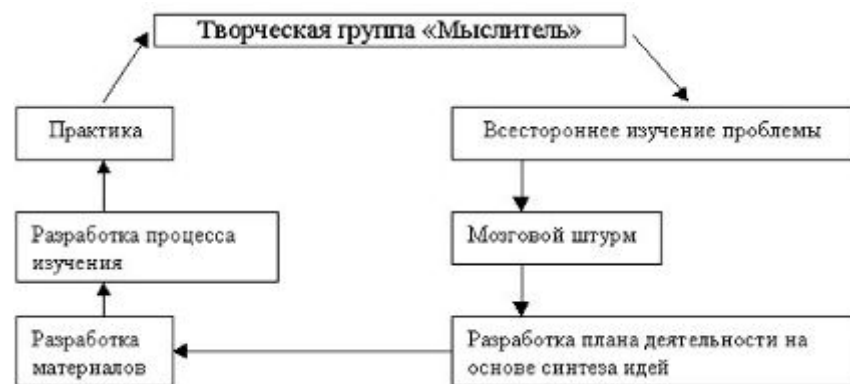 Творческая группа «Мыслитель»
Практика
Всестороннее изучение проблемы
Разработка процесса
изучения
Мозговой штурм
Разработка
материалов
Разработка плана деятельности на
основе синтеза идей